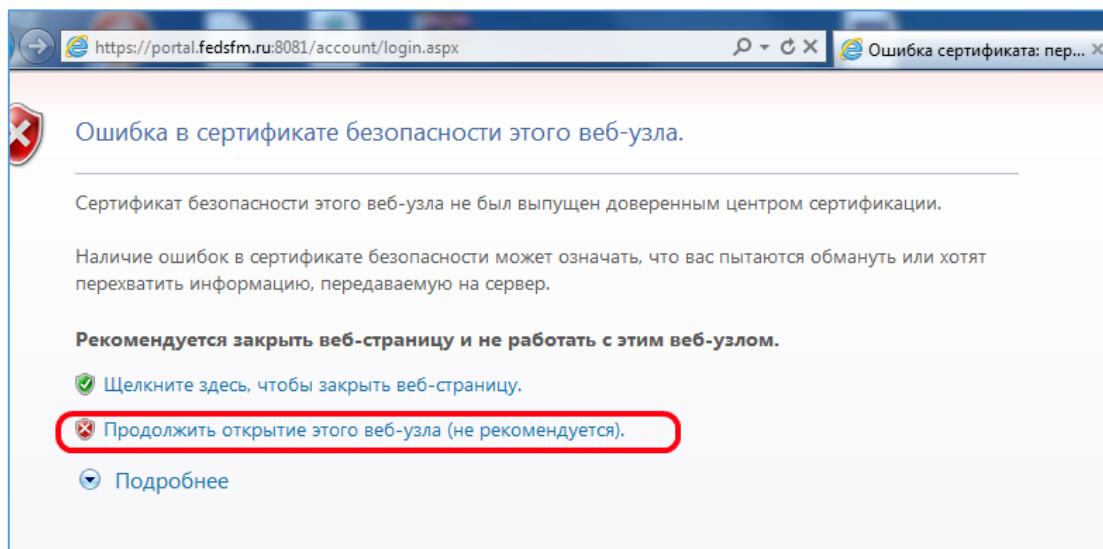 https://portal.fedsfm.ru:8081/account/login.aspx
Ошибка сертификата: пер...
Ошибка в сертификате безопасности этого веб-узла.
Сертификат безопасности этого веб-узла не был выпущен доверенным центром сертификации.
Наличие ошибок в сертификате безопасности может означать, что вас пытаются обмануть или хотят
перехватить информацию, передаваемую на сервер.
Рекомендуется закрыть веб-страницу и не работать с этим веб-узлом.
Щелкните здесь, чтобы закрыть веб-страницу.
Продолжить открытие этого веб-узла (не рекомендуется).
Подробнее